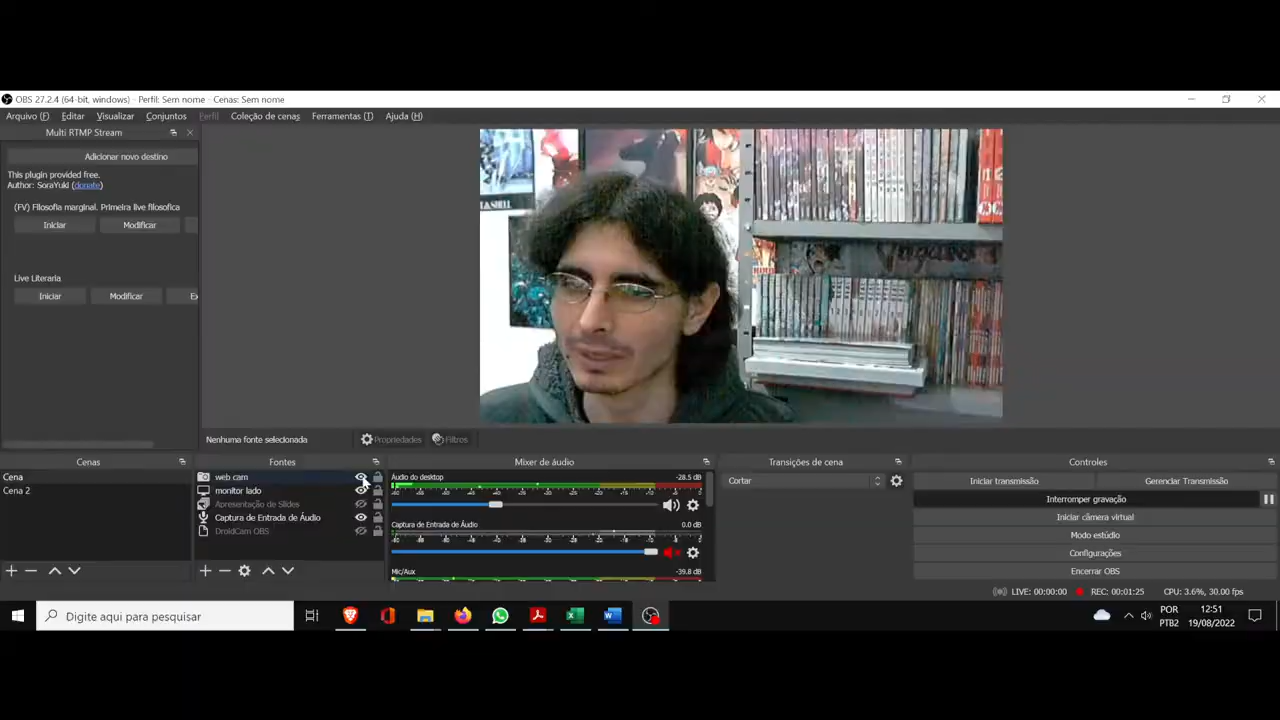 OBS 27.2.4 (64-bit, windows) - Perfil: Sem nome - Cenas: Sem nome
Arquivo (F) Editar Visualizar Conjuntos Perfil Coleção de cenas Ferramentas (T) Ajuda (H)
Multi RTMP Stream
Adicionar novo destino
This plugin provided free.
Author: SoraYuki (donate)
(FV) Filosofia marginal. Primeira live filosofica
Iniciar Modificar
Live Literaria
Iniciar Modificar Ex
Nenhuma fonte selecionada Propriedades Filtros
Cenas
Cena
Cena 2
Fontes
web cam
monitor lado
Apresentação de Slides
Captura de Entrada de Áudio
DroidCam OBS
Mixer de áudio
Áudio do desktop -28.5 dB
Captura de Entrada de Áudio 0.0 dB
Mic/Aux -39.8 dB
Transições de cena
Cortar
Controles
Iniciar transmissão Gerenciar Transmissão
Interromper gravação
Iniciar câmera virtual
Modo estúdio
Configurações
Encerrar OBS
LIVE: 00:00:00 REC: 00:01:25 CPU: 3.6%, 30.00 fps
Digite aqui para pesquisar
POR
PTB2
12:51
19/08/2022